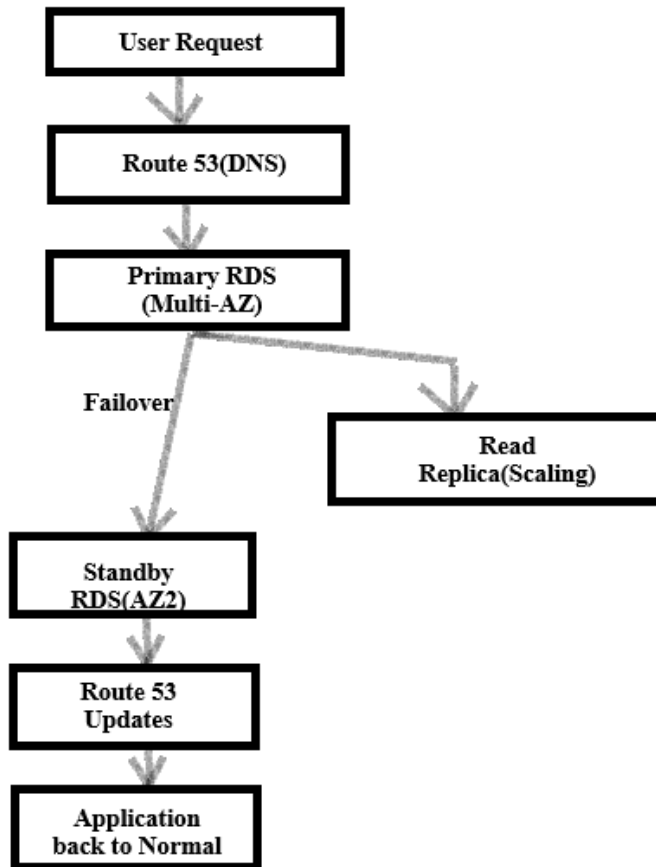 User Request
Route 53(DNS)
Primary RDS
(Multi-AZ)
Failover
Read
Replica(Scaling)
Standby
RDS(AZ2)
Route 53
Updates
Application
back to Normal